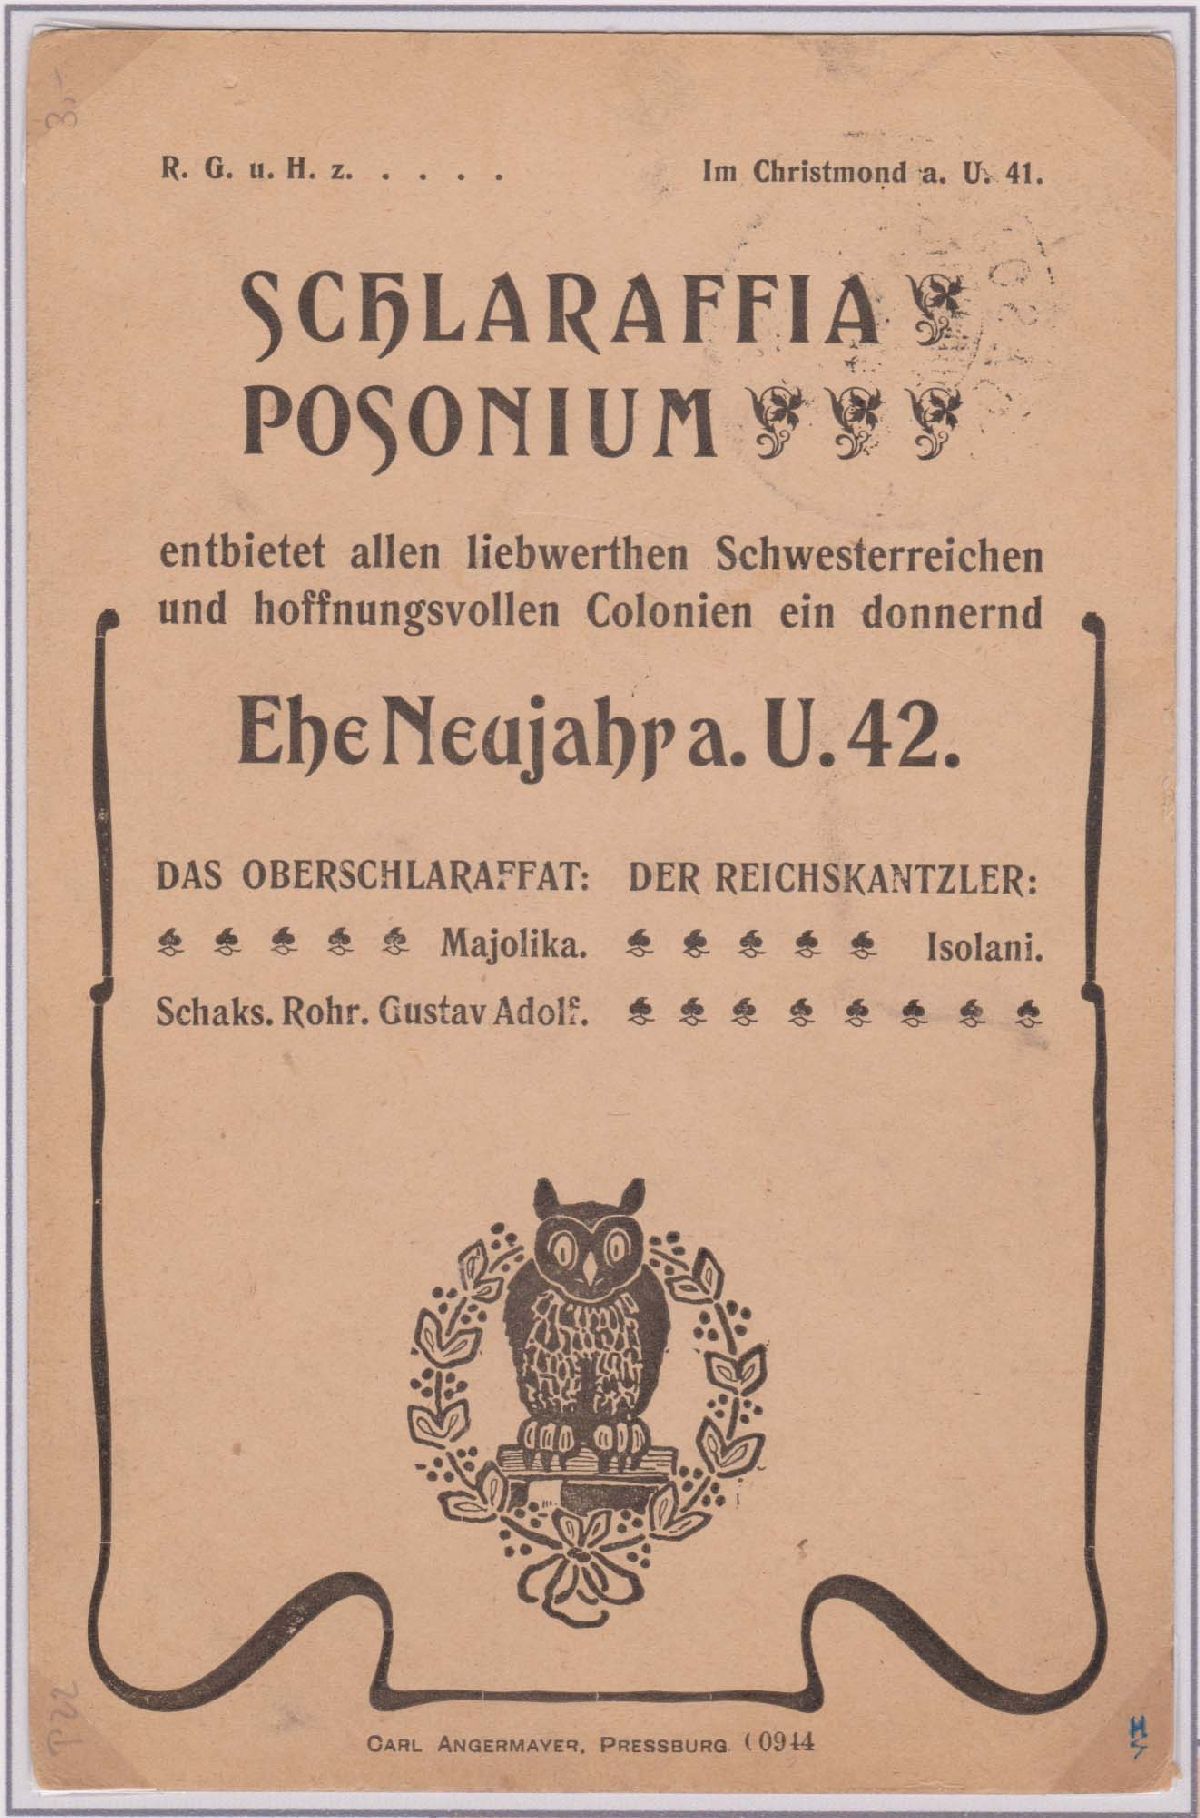 R. G. u. H. z. . . . .
Im Christmond a. U. 41.
SCHLARAFFIA
POSONIUM
entbietet allen liebwerthen Schwesterreichen
und hoffnungsvollen Colonien ein donnernd
Ehe Neujahr a. U. 42.
DAS OBERSCHLARAFFAT:
Majolika.
Schaks. Rohr. Gustav Adolf.
DER REICHSKANTZLER:
Isolani.
CARL ANGERMAYER, PRESSBURG (0944